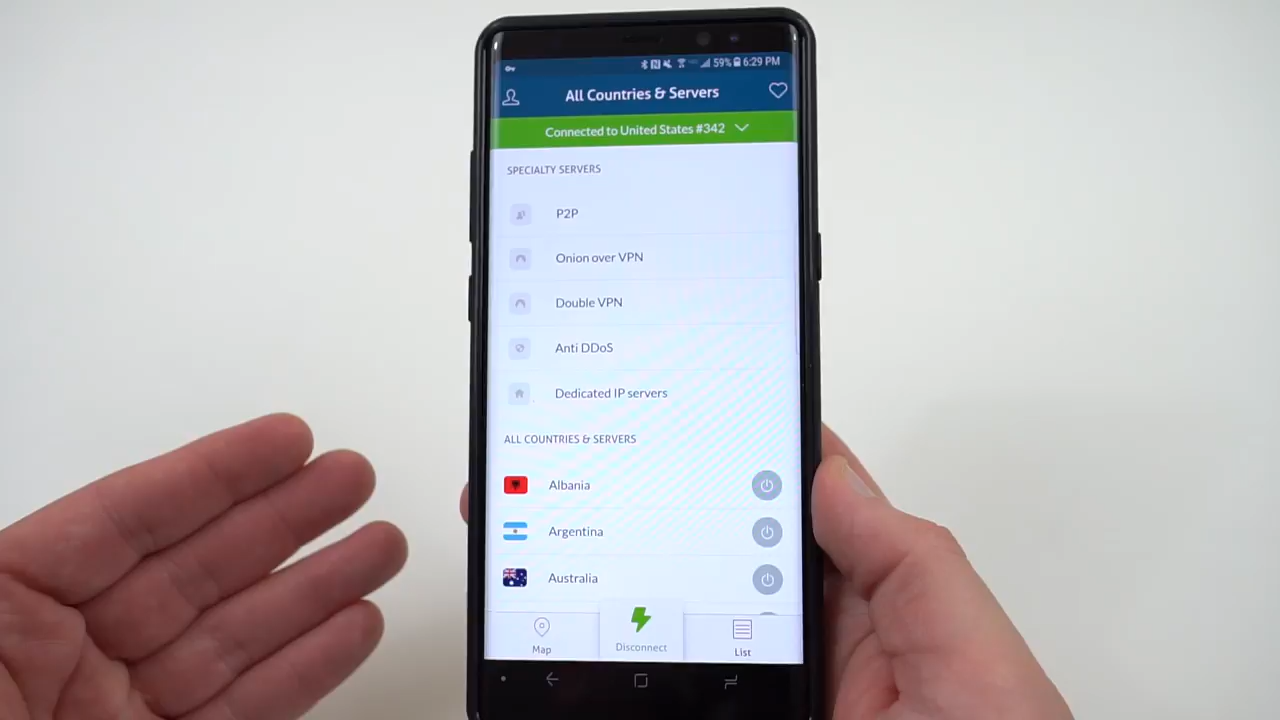 59% 6:29 PM
All Countries & Servers
Connected to United States #342
SPECIALTY SERVERS
P2P
Onion over VPN
Double VPN
Anti DDoS
Dedicated IP servers
ALL COUNTRIES & SERVERS
Albania
Argentina
Australia
Map
Disconnect
List